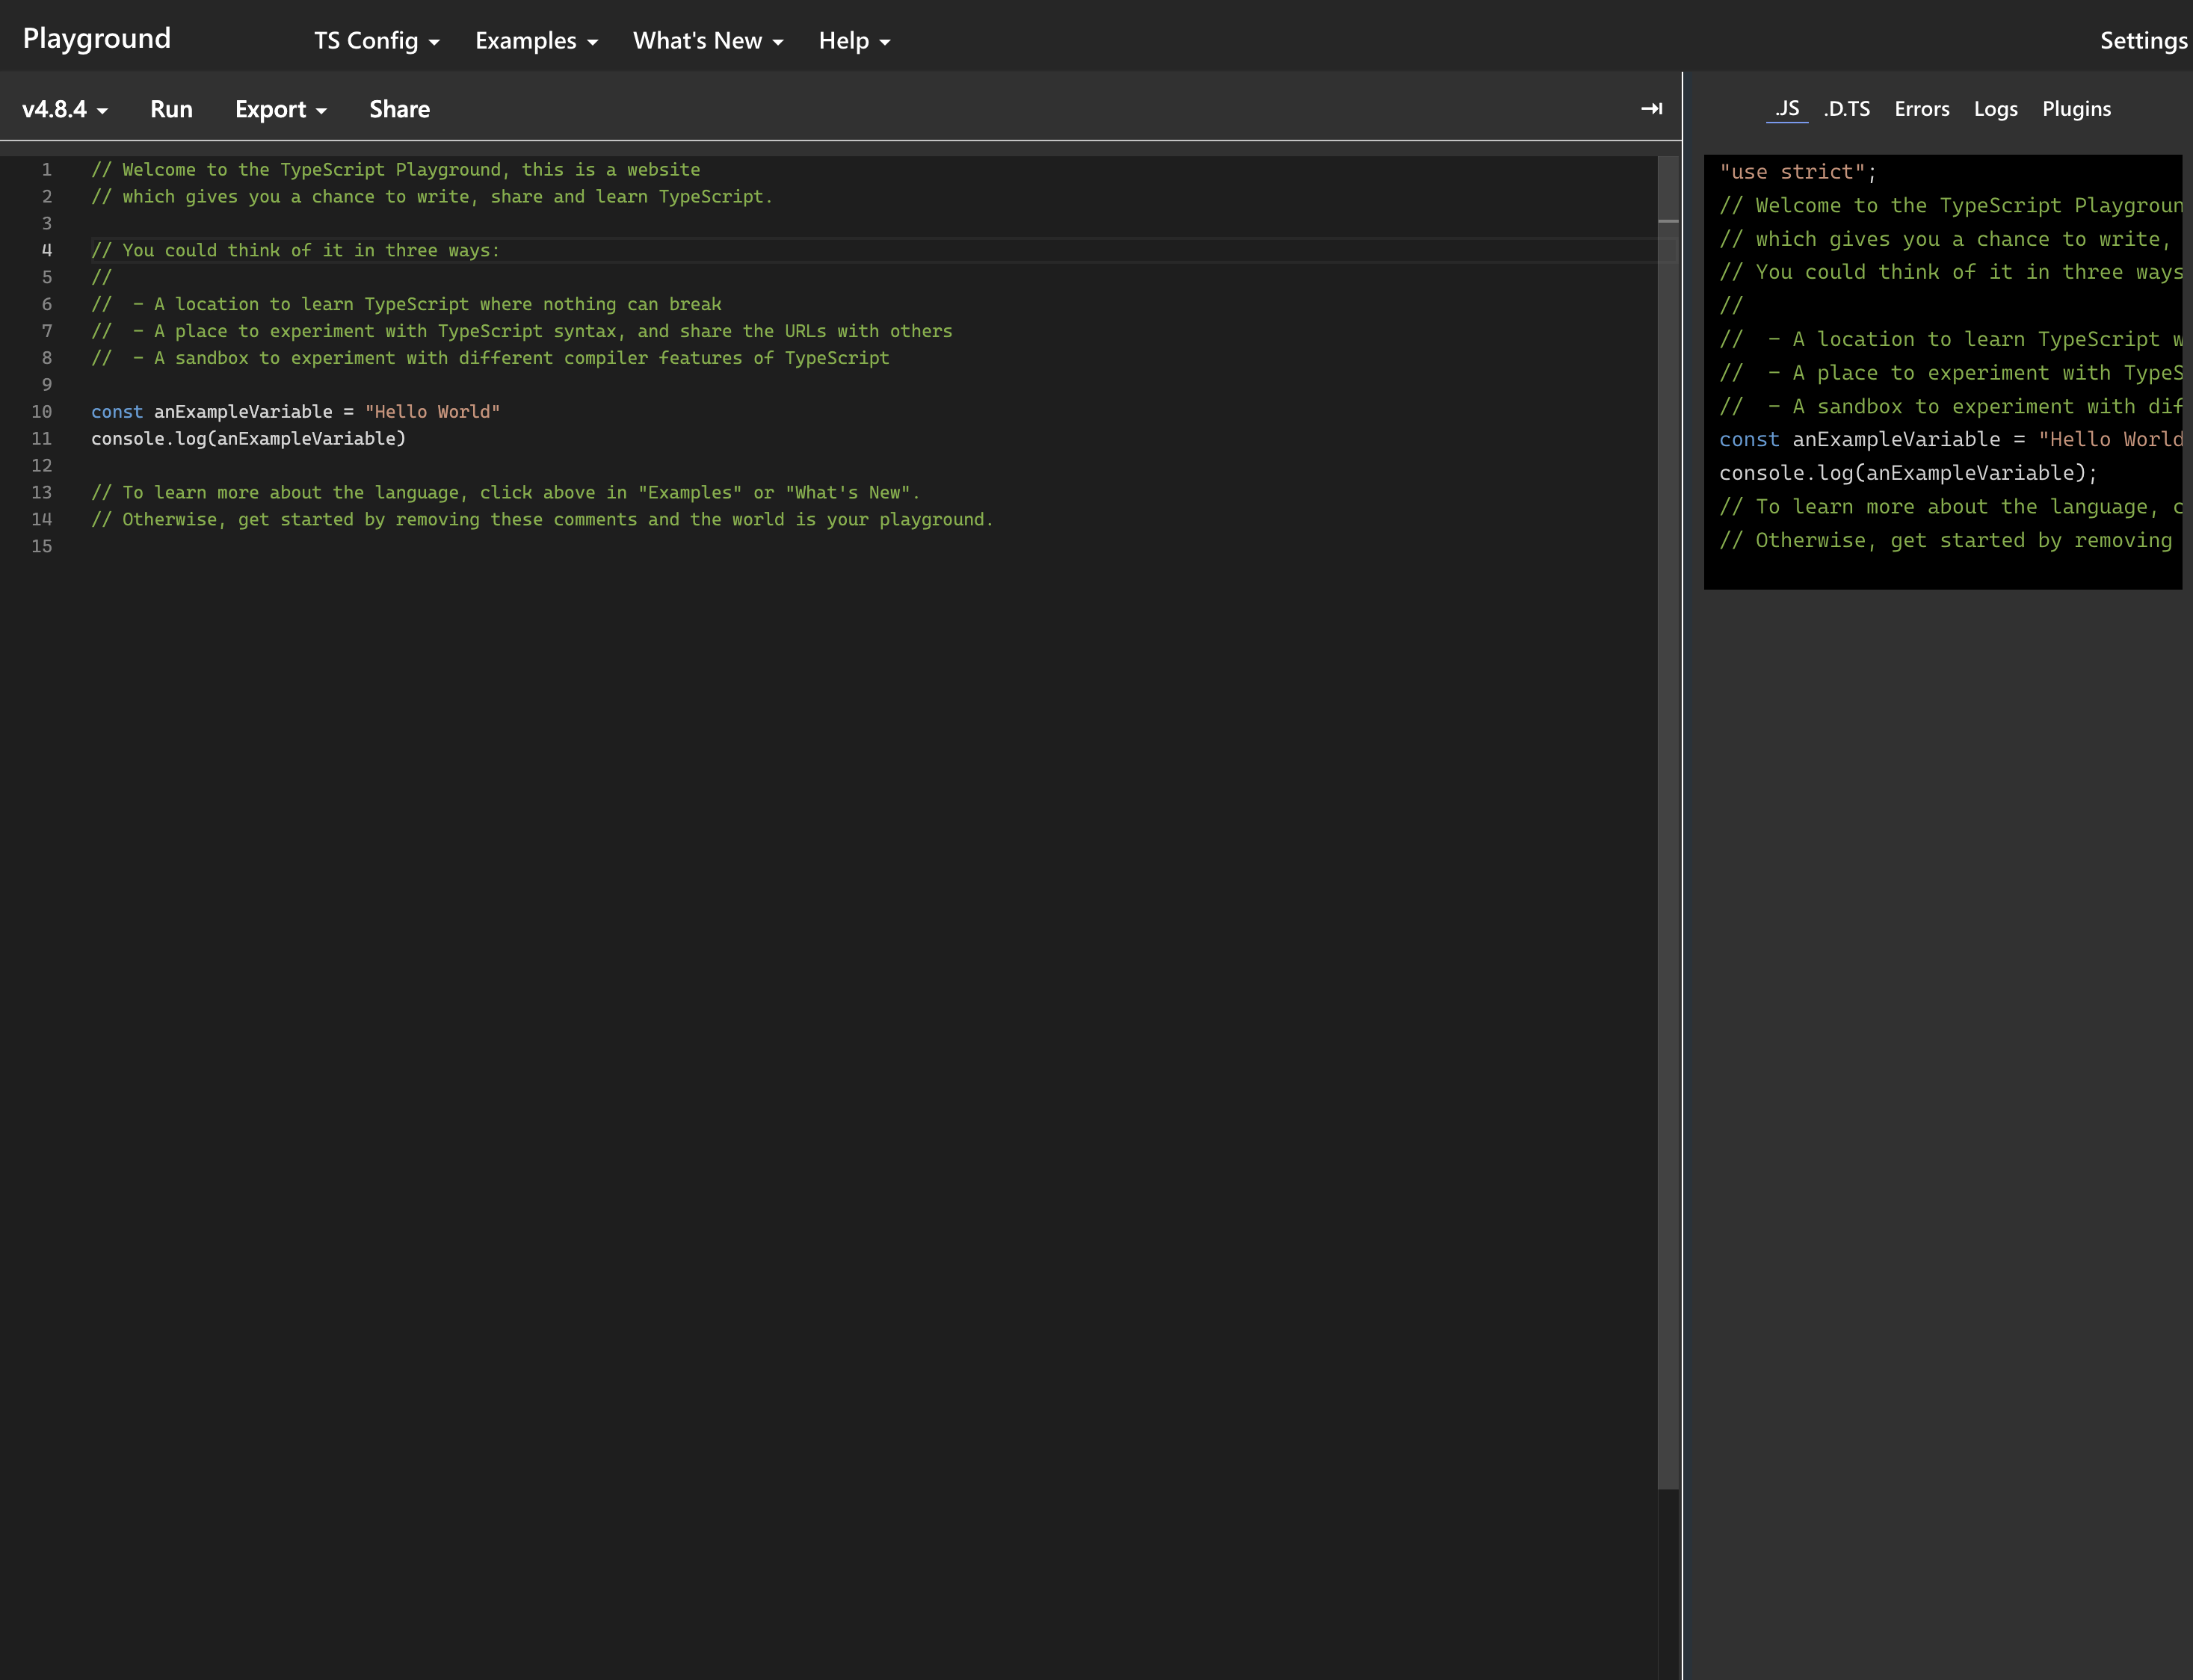 Playground
TS Config Examples What's New Help Settings
v4.8.4 Run Export Share
.JS .D.TS Errors Logs Plugins
1 // Welcome to the TypeScript Playground, this is a website
2 // which gives you a chance to write, share and learn TypeScript.
3
4 // You could think of it in three ways:
5 //
6 //  - A location to learn TypeScript where nothing can break
7 //  - A place to experiment with TypeScript syntax, and share the URLs with others
8 //  - A sandbox to experiment with different compiler features of TypeScript
9
10 const anExampleVariable = "Hello World"
11 console.log(anExampleVariable)
12
13 // To learn more about the language, click above in "Examples" or "What's New".
14 // Otherwise, get started by removing these comments and the world is your playground.
15
"use strict";
// Welcome to the TypeScript Playgroun
// which gives you a chance to write,
// You could think of it in three ways
//
//  - A location to learn TypeScript w
//  - A place to experiment with TypeS
//  - A sandbox to experiment with dif
const anExampleVariable = "Hello World
console.log(anExampleVariable);
// To learn more about the language, c
// Otherwise, get started by removing